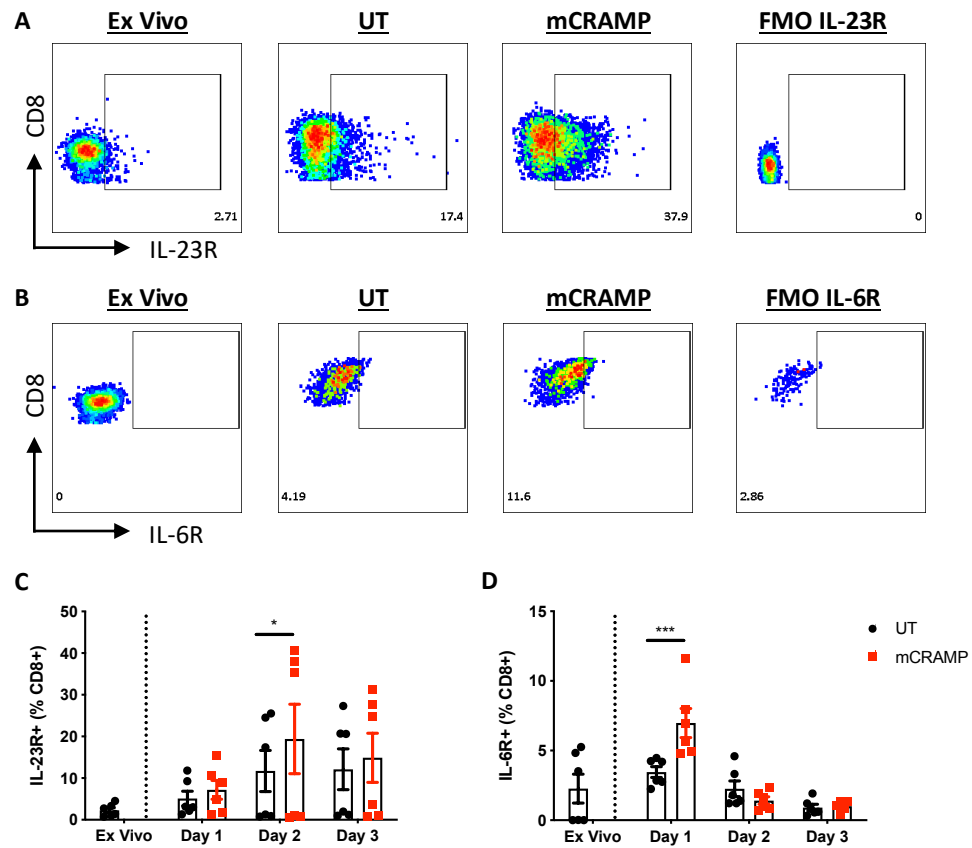 A
Ex Vivo UT mCRAMP FMO IL-23R
CD8
2.71 17.4 37.9 0
IL-23R
B
Ex Vivo UT mCRAMP FMO IL-6R
CD8
0 4.19 11.6 2.86
IL-6R
C
50
40
30
20
10
0
IL-23R+ (% CD8+)
*
Ex Vivo Day 1 Day 2 Day 3
D
15
10
5
0
IL-6R+ (% CD8+)
***
Ex Vivo Day 1 Day 2 Day 3
UT
mCRAMP